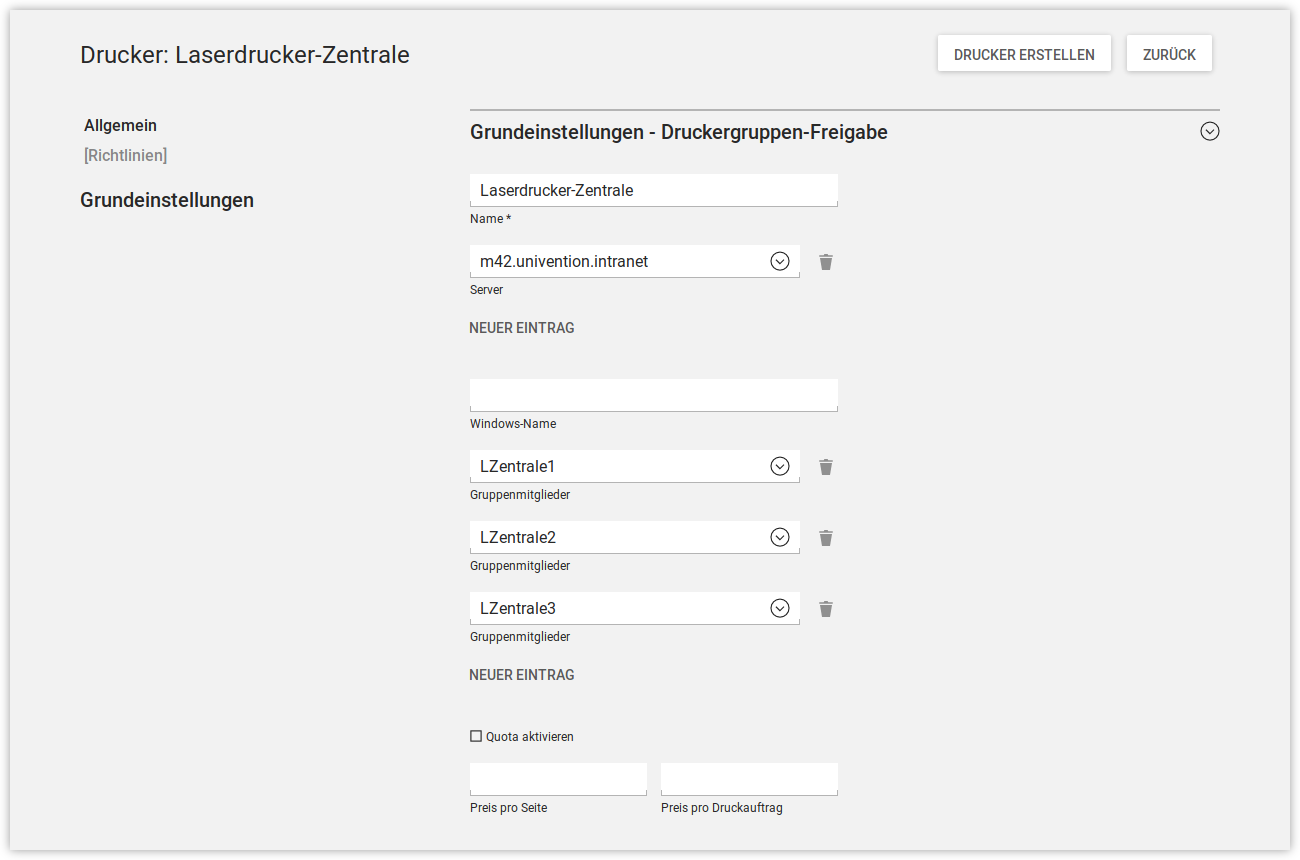 Drucker: Laserdrucker-Zentrale
DRUCKER ERSTELLEN
ZURÜCK
Allgemein
[Richtlinien]
Grundeinstellungen
Grundeinstellungen - Druckergruppen-Freigabe
Laserdrucker-Zentrale
Name *
m42.univention.intranet
Server
NEUER EINTRAG
Windows-Name
LZentrale1
Gruppenmitglieder
LZentrale2
Gruppenmitglieder
LZentrale3
Gruppenmitglieder
NEUER EINTRAG
Quota aktivieren
Preis pro Seite
Preis pro Druckauftrag